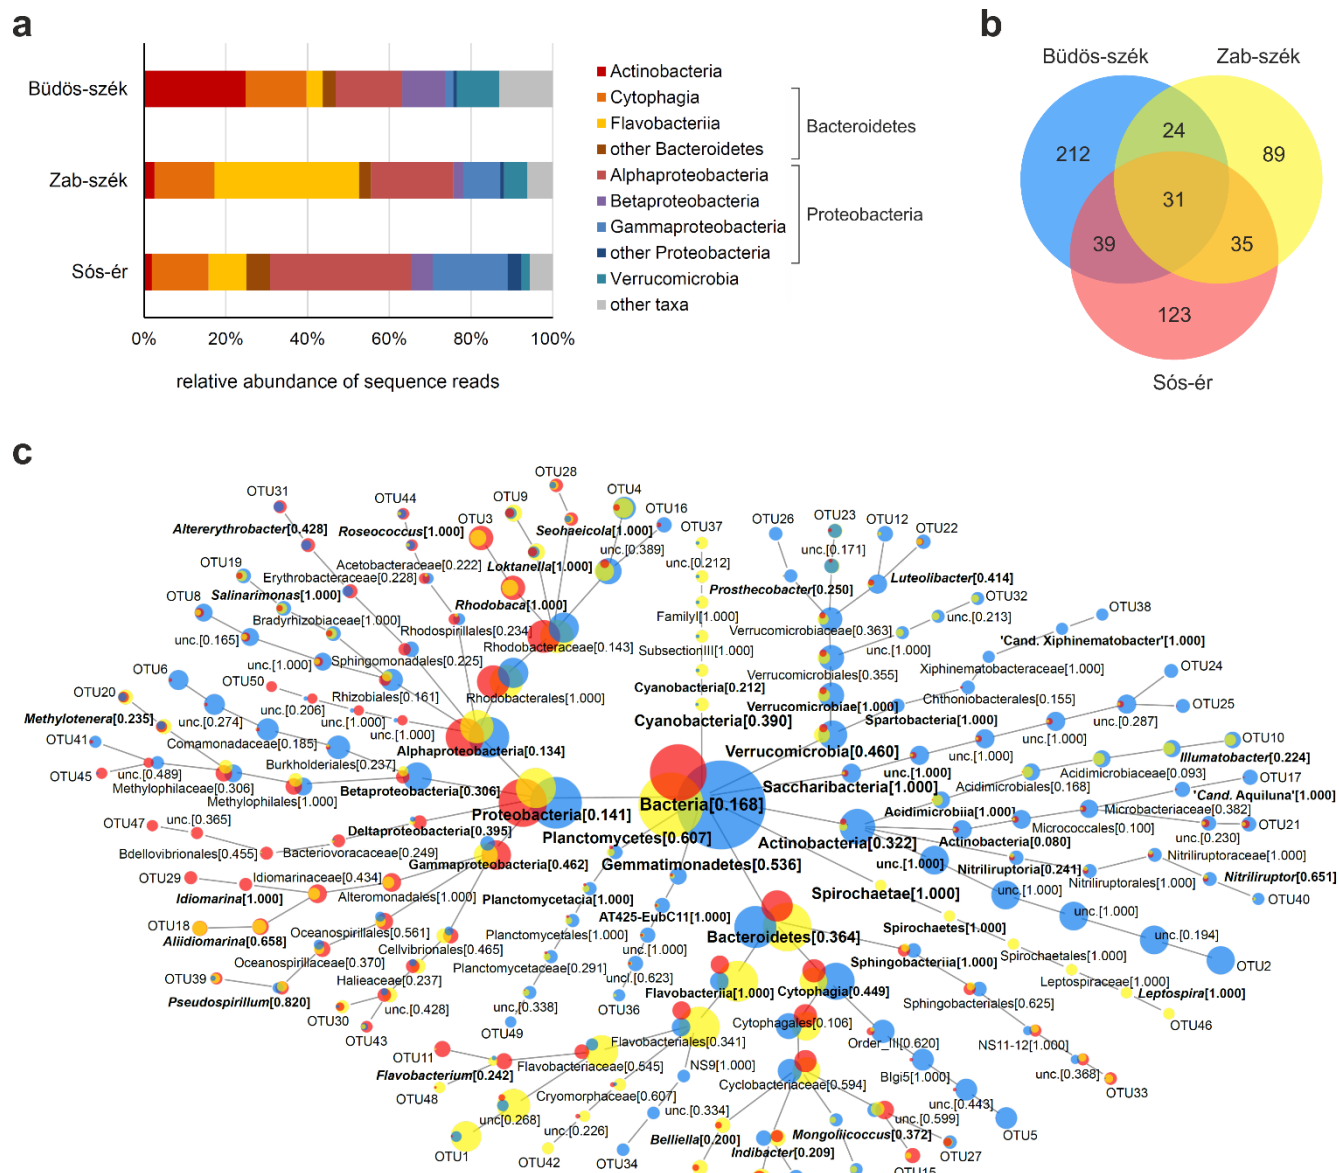 a
Büdös-szék
Zab-szék
Sós-ér
0%
20%
40%
60%
80%
100%
relative abundance of sequence reads
Actinobacteria
Cytophagia
Flavobacteriia
other Bacteroidetes
Alphaproteobacteria
Betaproteobacteria
Gammaproteobacteria
other Proteobacteria
Verrucomicrobia
other taxa
Bacteroidetes
Proteobacteria
b
Büdös-szék
Zab-szék
24
212
89
31
39
35
123
Sós-ér
c
OTU28
OTU31
OTU44
OTU9
OTU4
OTU16
OTU3
Altererythrobacter[0.428]
Roseococcus[1.000]
Seohaeicola[1.000]
unc.[0.389]
Acetobacteraceae[0.222]
Loktanella[1.000]
OTU19
Erythrobacteraceae[0.228]
Salinarimonas[1.000]
Rhodobaca[1.000]
OTU8
Bradyrhizobiaceae[1.000]
Rhodospirillales[0.234]
unc.[0.165]
Rhodobacteraceae[0.143]
Sphingomonadales[0.225]
unc.[1.000]
OTU6
OTU50
Rhizobiales[0.161]
Rhodobacterales[1.000]
OTU20
unc.[0.206]
Methylotenera[0.235]
unc.[0.274]
unc.[1.000]
unc.[1.000]
OTU41
Comamonadaceae[0.185]
Alphaproteobacteria[0.134]
OTU45
unc.[0.489]
Burkholderiales[0.237]
Methylophilaceae[0.306]
Betaproteobacteria[0.306]
Methylophilales[1.000]
OTU47
unc.[0.365]
Proteobacteria[0.141]
Deltaproteobacteria[0.395]
Bdellovibrionales[0.455]
Bacteriovoracaceae[0.249]
Gammaproteobacteria[0.462]
OTU29
Idiomarinaceae[0.434]
Idiomarina[1.000]
Alteromonadales[1.000]
OTU18
Aliidiomarina[0.658]
Oceanospirillales[0.561]
Cellvibrionales[0.465]
Oceanospirillaceae[0.370]
OTU39
Halieaceae[0.237]
Pseudospirillum[0.820]
unc.[0.428]
OTU30
OTU43
OTU37
unc.[0.212]
FamilyI[1.000]
SubsectionIII[1.000]
Cyanobacteria[0.212]
Cyanobacteria[0.390]
Bacteria[0.168]
Planctomycetes[0.607]
Gemmatimonadetes[0.536]
Planctomycetacia[1.000]
AT425-EubC11[1.000]
Planctomycetales[1.000]
unc.[1.000]
Planctomycetaceae[0.291]
uncl.[0.623]
unc.[0.338]
OTU36
OTU49
OTU26
OTU23
OTU12
OTU22
unc.[0.171]
Prosthecobacter[0.250]
Luteolibacter[0.414]
OTU32
unc.[0.213]
OTU38
Verrucomicrobiaceae[0.363]
unc.[1.000]
'Cand. Xiphinematobacter'[1.000]
Verrucomicrobiales[0.355]
Xiphinematobacteraceae[1.000]
OTU24
Chthoniobacterales[0.155]
Verrucomicrobiae[1.000]
Spartobacteria[1.000]
OTU25
unc.[0.287]
Verrucomicrobia[0.460]
unc.[1.000]
OTU10
unc.[1.000]
Illumatobacter[0.224]
unc.[1.000]
Acidimicrobiaceae[0.093]
Saccharibacteria[1.000]
Acidimicrobiales[0.168]
OTU17
'Cand. Aquiluna'[1.000]
Acidimicrobiia[1.000]
Microbacteriaceae[0.382]
OTU21
Micrococcales[0.100]
unc.[0.230]
Actinobacteria[0.322]
Actinobacteria[0.080]
unc.[1.000]
Nitriliruptoraceae[1.000]
Nitriliruptoria[0.241]
Nitriliruptorales[1.000]
Nitriliruptor[0.651]
unc.[1.000]
OTU40
Spirochaetae[1.000]
unc.[1.000]
Spirochaetes[1.000]
unc.[0.194]
OTU2
Spirochaetales[1.000]
Leptospiraceae[1.000]
Leptospira[1.000]
OTU46
Bacteroidetes[0.364]
Sphingobacteriia[1.000]
Flavobacteriia[1.000]
Cytophagia[0.449]
Sphingobacteriales[0.625]
Cytophagales[0.106]
Order_III[0.620]
NS11-12[1.000]
Flavobacteriales[0.341]
unc.[0.368]
OTU33
OTU11
Flavobacteriaceae[0.545]
NS9[1.000]
BIgi5[1.000]
Flavobacterium[0.242]
Cyclobacteriaceae[0.594]
OTU48
Cryomorphaceae[0.607]
unc.[0.443]
unc.[0.268]
unc.[0.334]
unc.[0.599]
OTU5
unc.[0.226]
Belliella[0.200]
Mongoliicoccus[0.372]
OTU1
OTU42
OTU34
Indibacter[0.209]
OTU27
OTU15